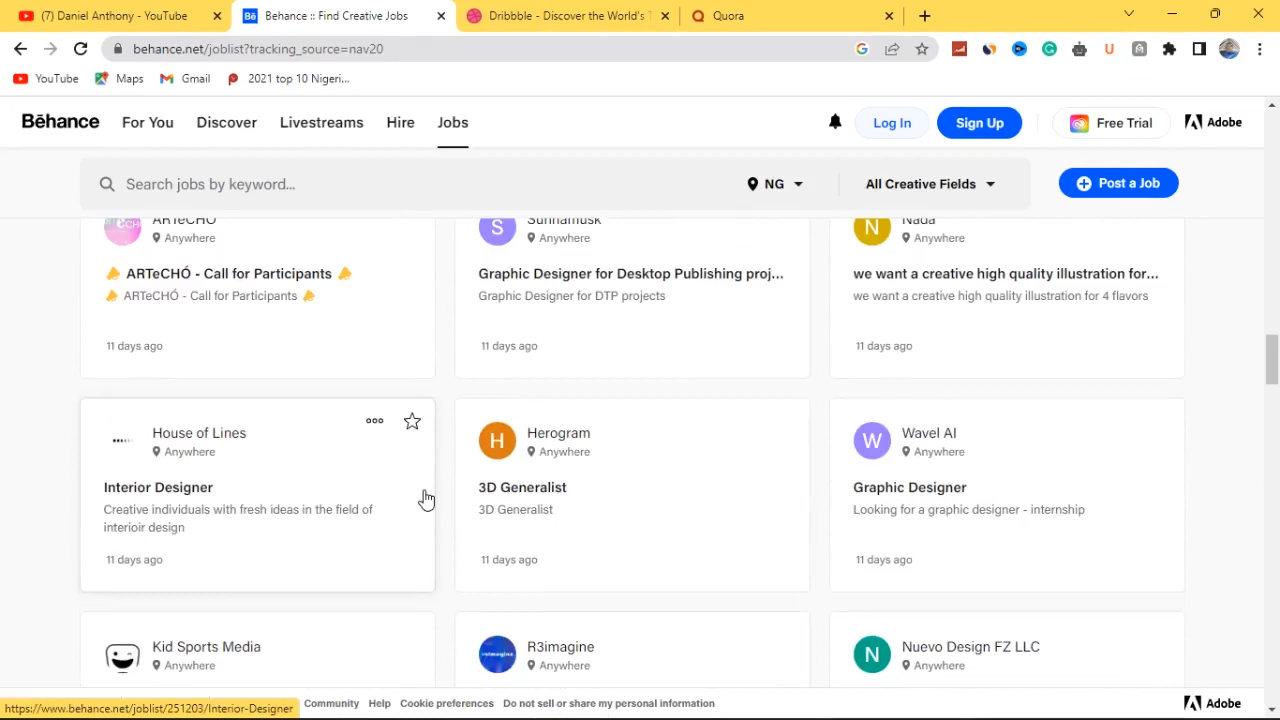 (7) Daniel Anthony - YouTube
Behance :: Find Creative Jobs
Dribbble - Discover the World's T
Quora
behance.net/joblist?tracking_source=nav20
YouTube
Maps
Gmail
2021 top 10 Nigeri...
Bēhance
For You
Discover
Livestreams
Hire
Jobs
Log In
Sign Up
Free Trial
Adobe
Search jobs by keyword...
NG
All Creative Fields
Post a Job
ARTeCHÓ
Anywhere
ARTeCHÓ - Call for Participants
ARTeCHÓ - Call for Participants
11 days ago
S
Sunnamusk
Anywhere
Graphic Designer for Desktop Publishing proj...
Graphic Designer for DTP projects
11 days ago
N
Nada
Anywhere
we want a creative high quality illustration for...
we want a creative high quality illustration for 4 flavors
11 days ago
House of Lines
Anywhere
Interior Designer
Creative individuals with fresh ideas in the field of
interioir design
11 days ago
H
Herogram
Anywhere
3D Generalist
3D Generalist
11 days ago
W
Wavel AI
Anywhere
Graphic Designer
Looking for a graphic designer - internship
11 days ago
Kid Sports Media
Anywhere
R3imagine
Anywhere
N
Nuevo Design FZ LLC
Anywhere
https://www.behance.net/joblist/251203/Interior-Designer
Community
Help
Cookie preferences
Do not sell or share my personal information
Adobe